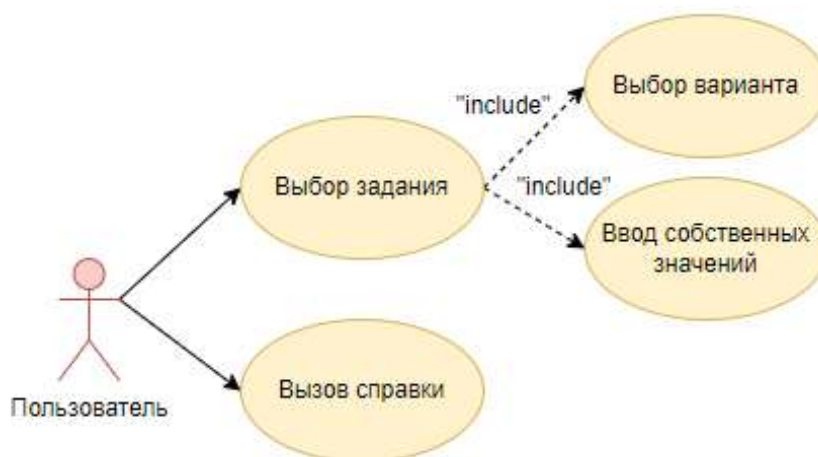 Выбор варианта
"include"
Выбор задания
"include"
Ввод собственных
значений
Вызов справки
Пользователь